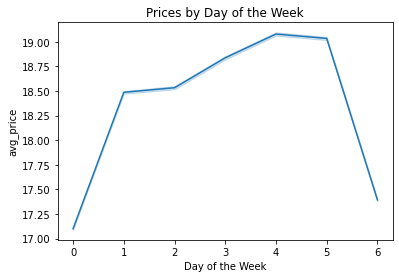 Prices by Day of the Week
19.00
18.75
18.50
18.25
18.00
17.75
17.50
17.25
17.00
avg_price
0 1 2 3 4 5 6
Day of the Week